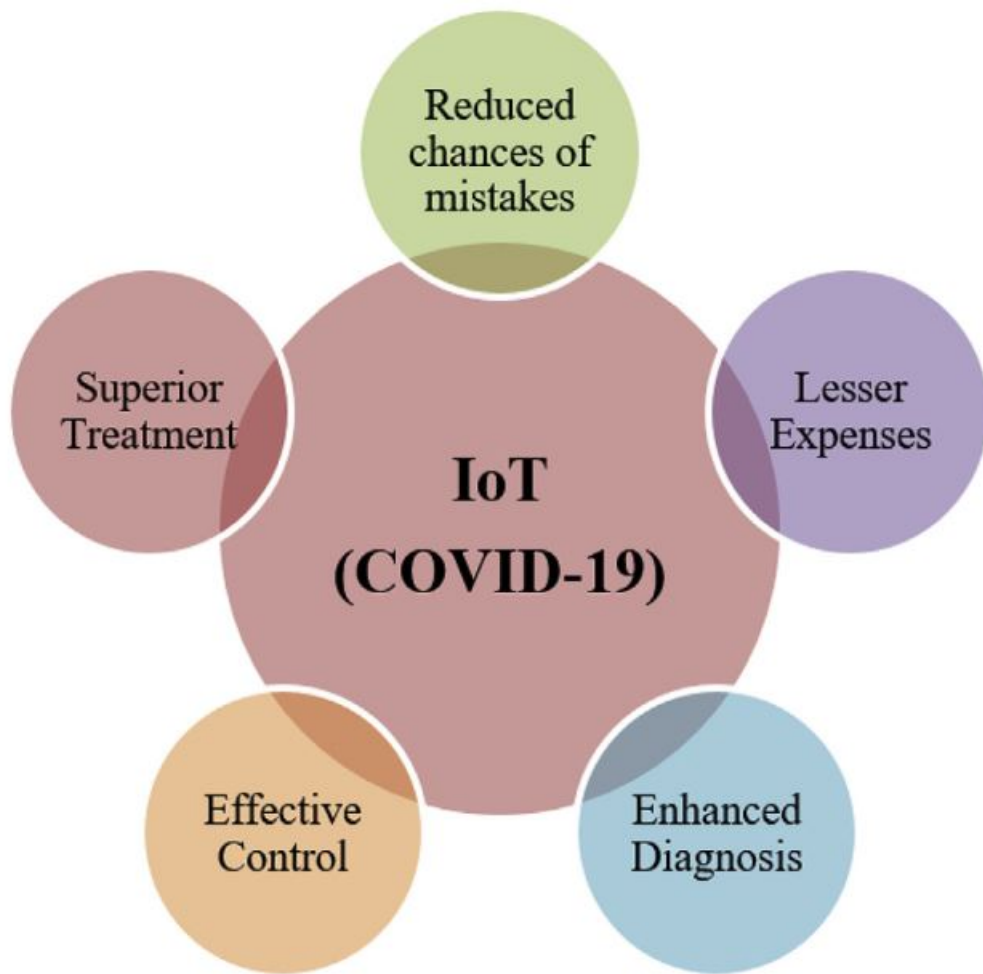 Reduced
chances of
mistakes
Superior
Treatment
Lesser
Expenses
IoT
(COVID-19)
Effective
Control
Enhanced
Diagnosis